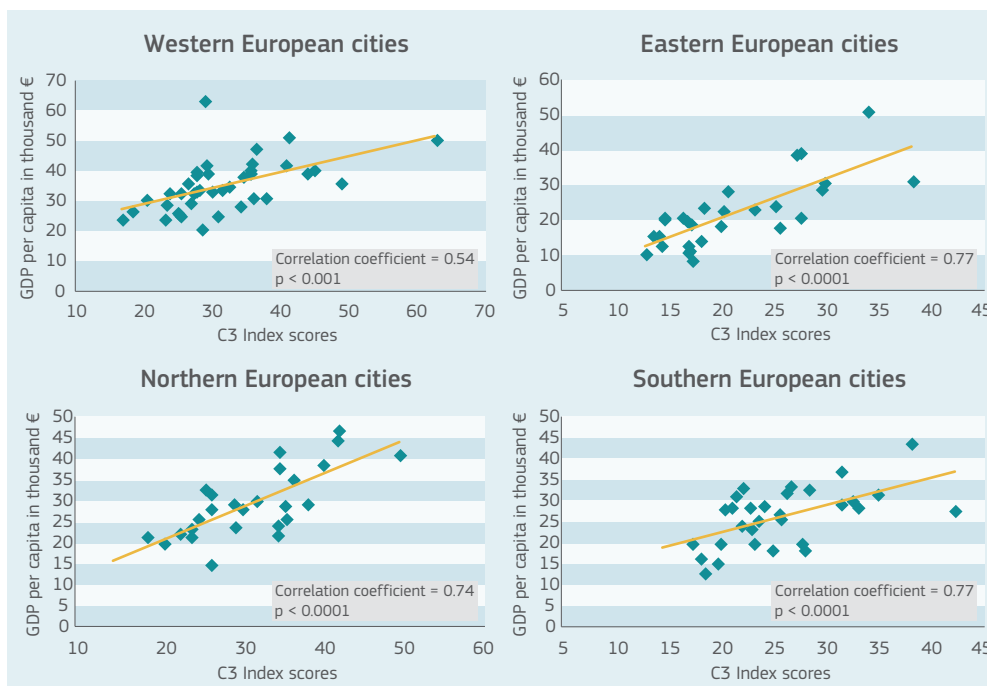 Western European cities
GDP per capita in thousand €
70
60
50
40
30
20
10
0
Correlation coefficient = 0.54
p < 0.001
10 20 30 40 50 60 70
C3 Index scores
Eastern European cities
GDP per capita in thousand €
60
50
40
30
20
10
0
Correlation coefficient = 0.77
p < 0.0001
5 10 15 20 25 30 35 40 45
C3 Index scores
Northern European cities
GDP per capita in thousand €
50
45
40
35
30
25
20
15
10
5
0
Correlation coefficient = 0.74
p < 0.0001
10 20 30 40 50 60
C3 Index scores
Southern European cities
GDP per capita in thousand €
50
45
40
35
30
25
20
15
10
5
0
Correlation coefficient = 0.77
p < 0.0001
5 15 15 20 25 30 35 40 45
C3 Index scores